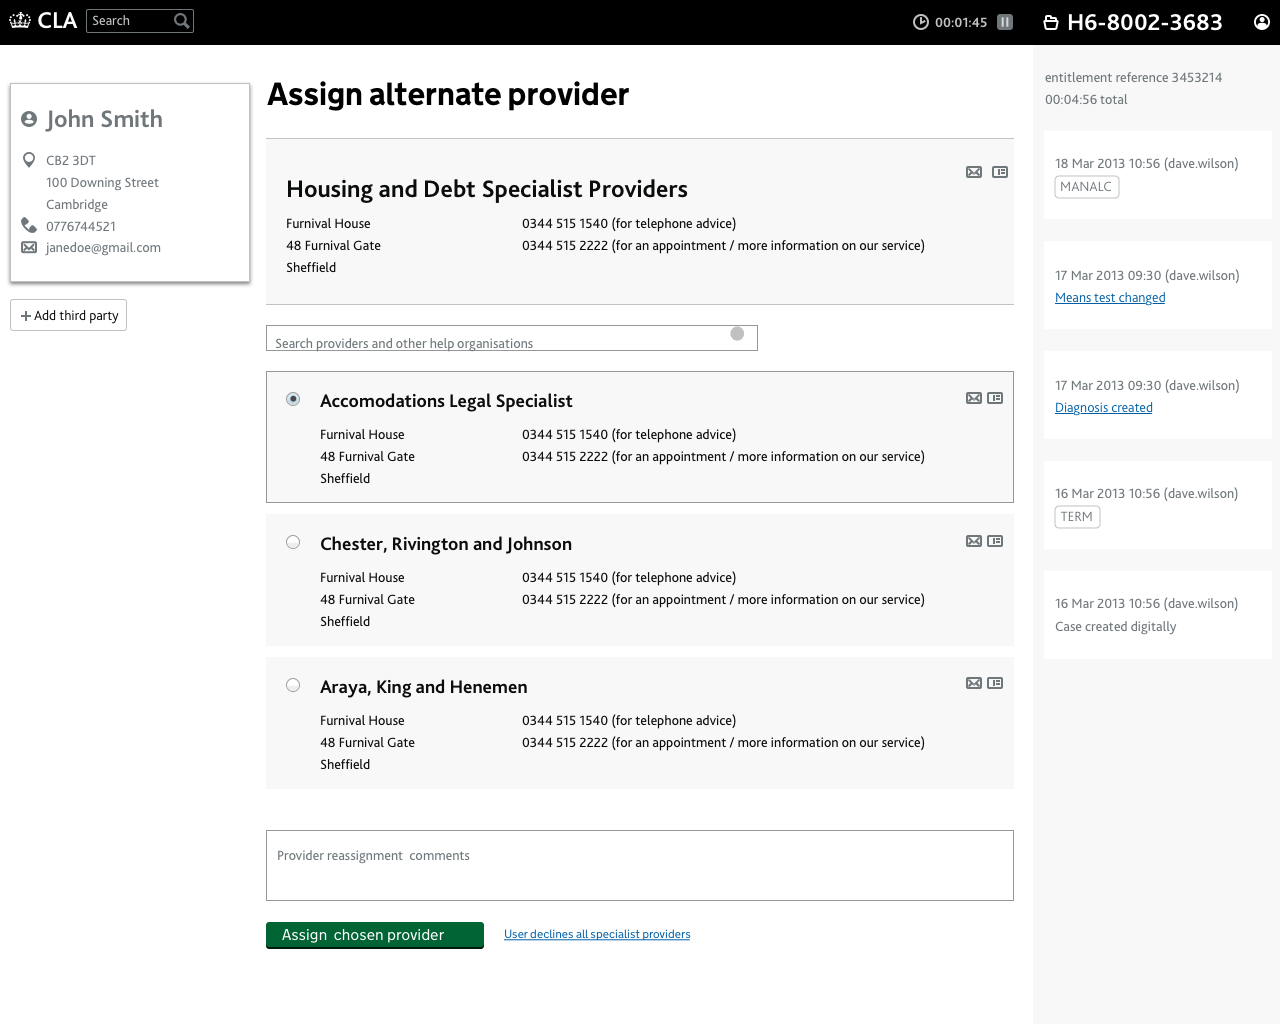 CLA
Search
00:01:45
H6-8002-3683
John Smith
CB2 3DT
100 Downing Street
Cambridge
0776744521
janedoe@gmail.com
Add third party
Assign alternate provider
Housing and Debt Specialist Providers
Furnival House
0344 515 1540 (for telephone advice)
48 Furnival Gate
0344 515 2222 (for an appointment / more information on our service)
Sheffield
Search providers and other help organisations
Accomodations Legal Specialist
Furnival House
0344 515 1540 (for telephone advice)
48 Furnival Gate
0344 515 2222 (for an appointment / more information on our service)
Sheffield
Chester, Rivington and Johnson
Furnival House
0344 515 1540 (for telephone advice)
48 Furnival Gate
0344 515 2222 (for an appointment / more information on our service)
Sheffield
Araya, King and Henemen
Furnival House
0344 515 1540 (for telephone advice)
48 Furnival Gate
0344 515 2222 (for an appointment / more information on our service)
Sheffield
Provider reassignment  comments
Assign  chosen provider
User declines all specialist providers
entitlement reference 3453214
00:04:56 total
18 Mar 2013 10:56 (dave.wilson)
MANALC
17 Mar 2013 09:30 (dave.wilson)
Means test changed
17 Mar 2013 09:30 (dave.wilson)
Diagnosis created
16 Mar 2013 10:56 (dave.wilson)
TERM
16 Mar 2013 10:56 (dave.wilson)
Case created digitally